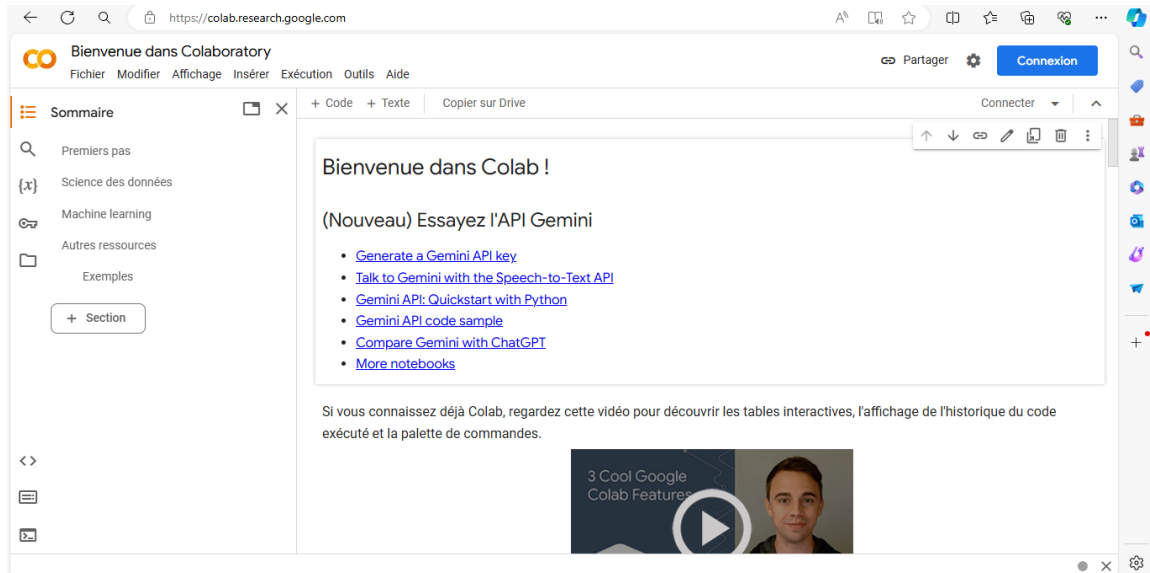 https://colab.research.google.com
Bienvenue dans Colaboratory
Fichier Modifier Affichage Insérer Exécution Outils Aide
Partager
Connexion
Sommaire
Premiers pas
Science des données
Machine learning
Autres ressources
Exemples
+ Section
+ Code + Texte Copier sur Drive
Connecter
Bienvenue dans Colab !
(Nouveau) Essayez l'API Gemini
• Generate a Gemini API key
• Talk to Gemini with the Speech-to-Text API
• Gemini API: Quickstart with Python
• Gemini API code sample
• Compare Gemini with ChatGPT
• More notebooks
Si vous connaissez déjà Colab, regardez cette vidéo pour découvrir les tables interactives, l'affichage de l'historique du code
exécuté et la palette de commandes.
3 Cool Google
Colab Features